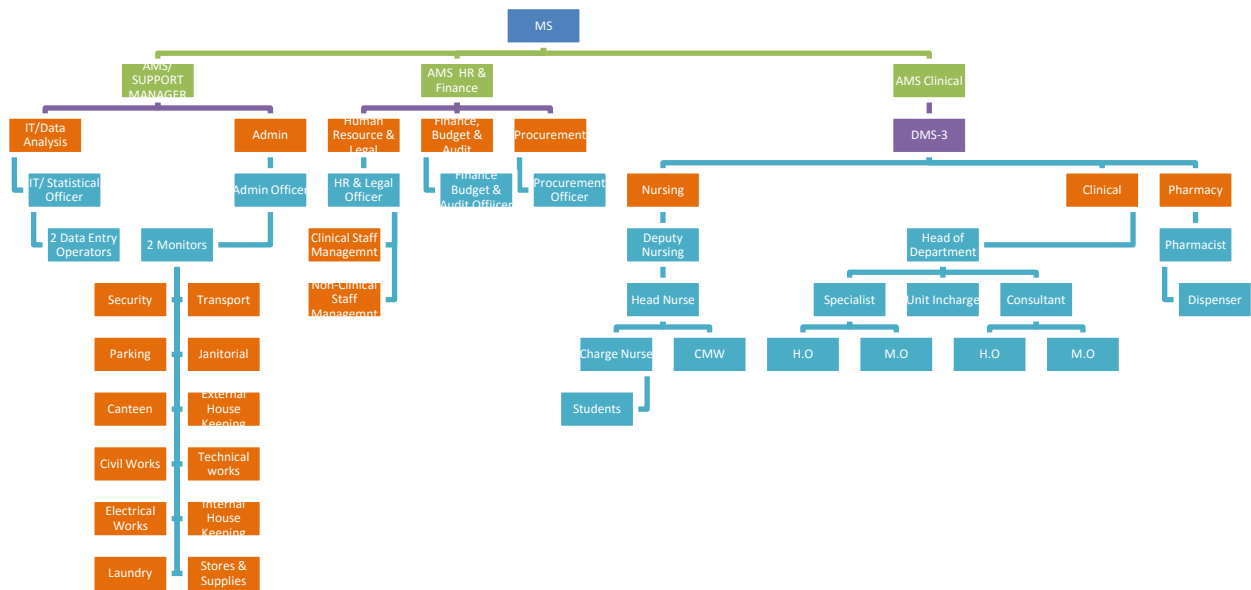 MS
AMS/
SUPPORT
MANAGER
AMS HR &
Finance
AMS Clinical
IT/Data
Analysis
Admin
Human
Resource &
Legal
Finance,
Budget &
Audit
Procurement
DMS-3
IT/ Statistical
Officer
Admin Officer
HR & Legal
Officer
Finance
Budget &
Audit Offiicer
Procurement
Officer
Nursing
Clinical
Pharmacy
2 Data Entry
Operators
2 Monitors
Clinical Staff
Managemnt
Deputy
Nursing
Head of
Department
Pharmacist
Security
Transport
Non-Clinical
Staff
Managemnt
Head Nurse
Specialist
Unit Incharge
Consultant
Dispenser
Parking
Janitorial
Charge Nurse
CMW
H.O
M.O
H.O
M.O
Canteen
External
House
Keeping
Students
Civil Works
Technical
works
Electrical
Works
Internal
House
Keeping
Laundry
Stores &
Supplies